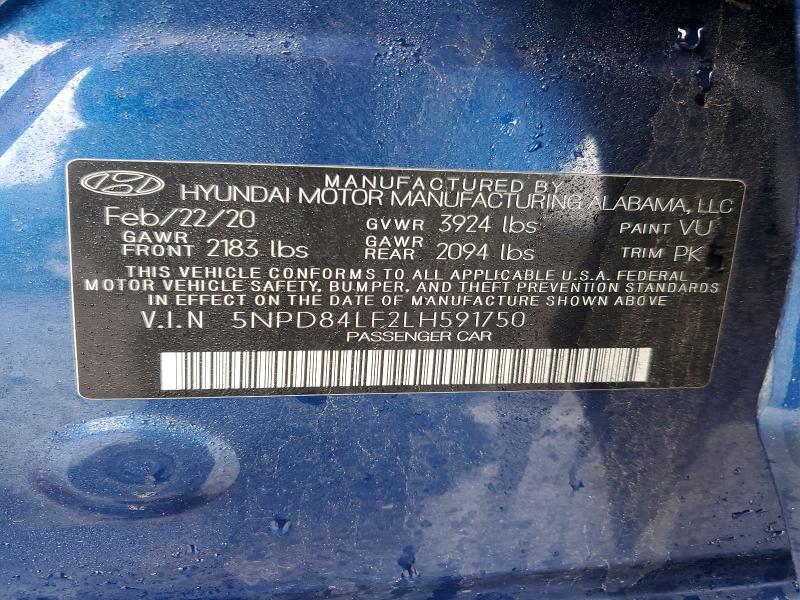 MANUFACTURED BY
HYUNDAI MOTOR MANUFACTURING ALABAMA, LLC
Feb/22/20 GVWR 3924 lbs PAINT VU
GAWR FRONT 2183 lbs GAWR REAR 2094 lbs TRIM PK
THIS VEHICLE CONFORMS TO ALL APPLICABLE U.S.A. FEDERAL
MOTOR VEHICLE SAFETY, BUMPER, AND THEFT PREVENTION STANDARDS
IN EFFECT ON THE DATE OF MANUFACTURE SHOWN ABOVE.
V.I.N 5NPD84LF2LH591750
PASSENGER CAR